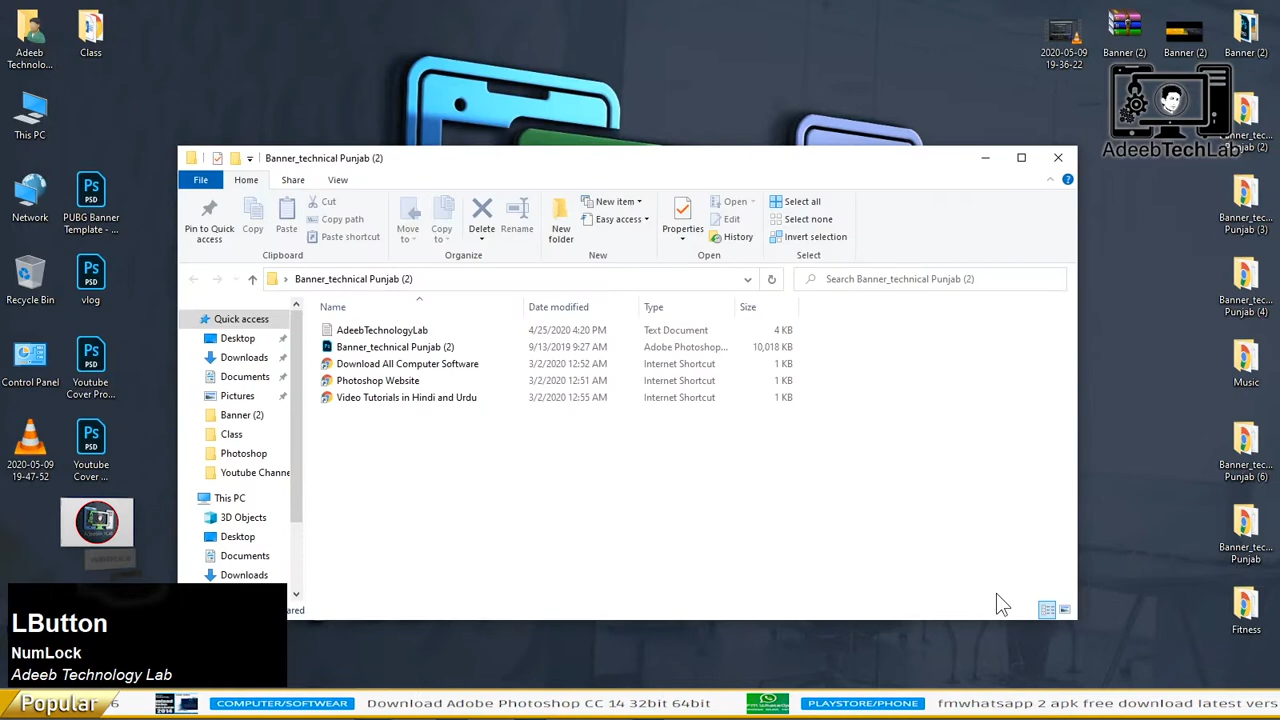 Adeeb
Technolo...
Class
2020-05-09
19-36-22
Banner (2)
Banner (2)
Banner (2)
AdeebTechLab
This PC
Network
PUBG Banner
Template - ...
Recycle Bin
vlog
Control Panel
Youtube
Cover Pro...
2020-05-09
19-47-52
Youtube
Cover ...
Banner_technical Punjab (2)
File
Home
Share
View
Pin to Quick
access
Copy
Paste
Cut
Copy path
Paste shortcut
Clipboard
Move
to
Copy
to
Delete
Rename
Organize
New
folder
New item
Easy access
New
Properties
Open
Edit
History
Open
Select all
Select none
Invert selection
Select
Banner_technical Punjab (2)
Search Banner_technical Punjab (2)
Name
Date modified
Type
Size
AdeebTechnologyLab 4/25/2020 4:20 PM Text Document 4 KB
Banner_technical Punjab (2) 9/13/2019 9:27 AM Adobe Photoshop... 10,018 KB
Download All Computer Software 3/2/2020 12:52 AM Internet Shortcut 1 KB
Photoshop Website 3/2/2020 12:51 AM Internet Shortcut 1 KB
Video Tutorials in Hindi and Urdu 3/2/2020 12:55 AM Internet Shortcut 1 KB
Quick access
Desktop
Downloads
Documents
Pictures
Banner (2)
Class
Photoshop
Youtube Channe
This PC
3D Objects
Desktop
Documents
Downloads
ared
Banner_tec...
Punjab (2)
Banner_tec...
Punjab (3)
Banner_tec...
Punjab (4)
Music
Banner_tec...
Punjab (6)
Banner_tec...
Punjab
Fitness
LButton
NumLock
Adeeb Technology Lab
Popular
6
COMPUTER/SOFTWEAR
Download Adobe Photoshop CC 14 32bit 64bit
PLAYSTORE/PHONE
fmwhatsapp 2 apk free download latest vers